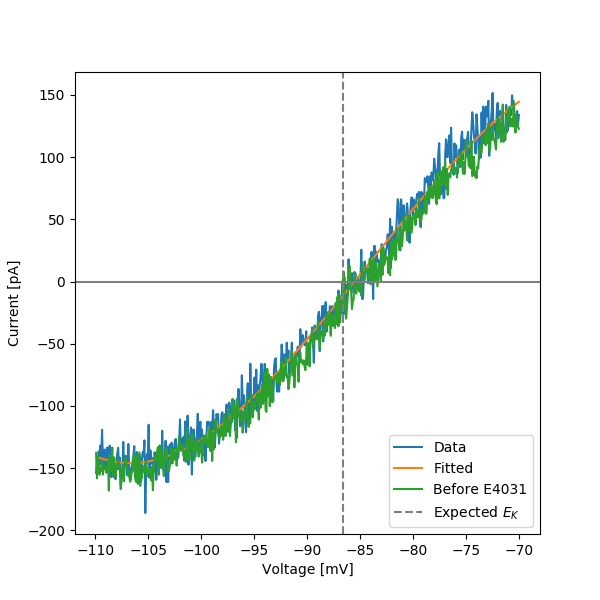 150
100
50
0
−50
−100
−150
−200
Current [pA]
−110 −105 −100 −95 −90 −85 −80 −75 −70
Voltage [mV]
Data
Fitted
Before E4031
Expected E_K